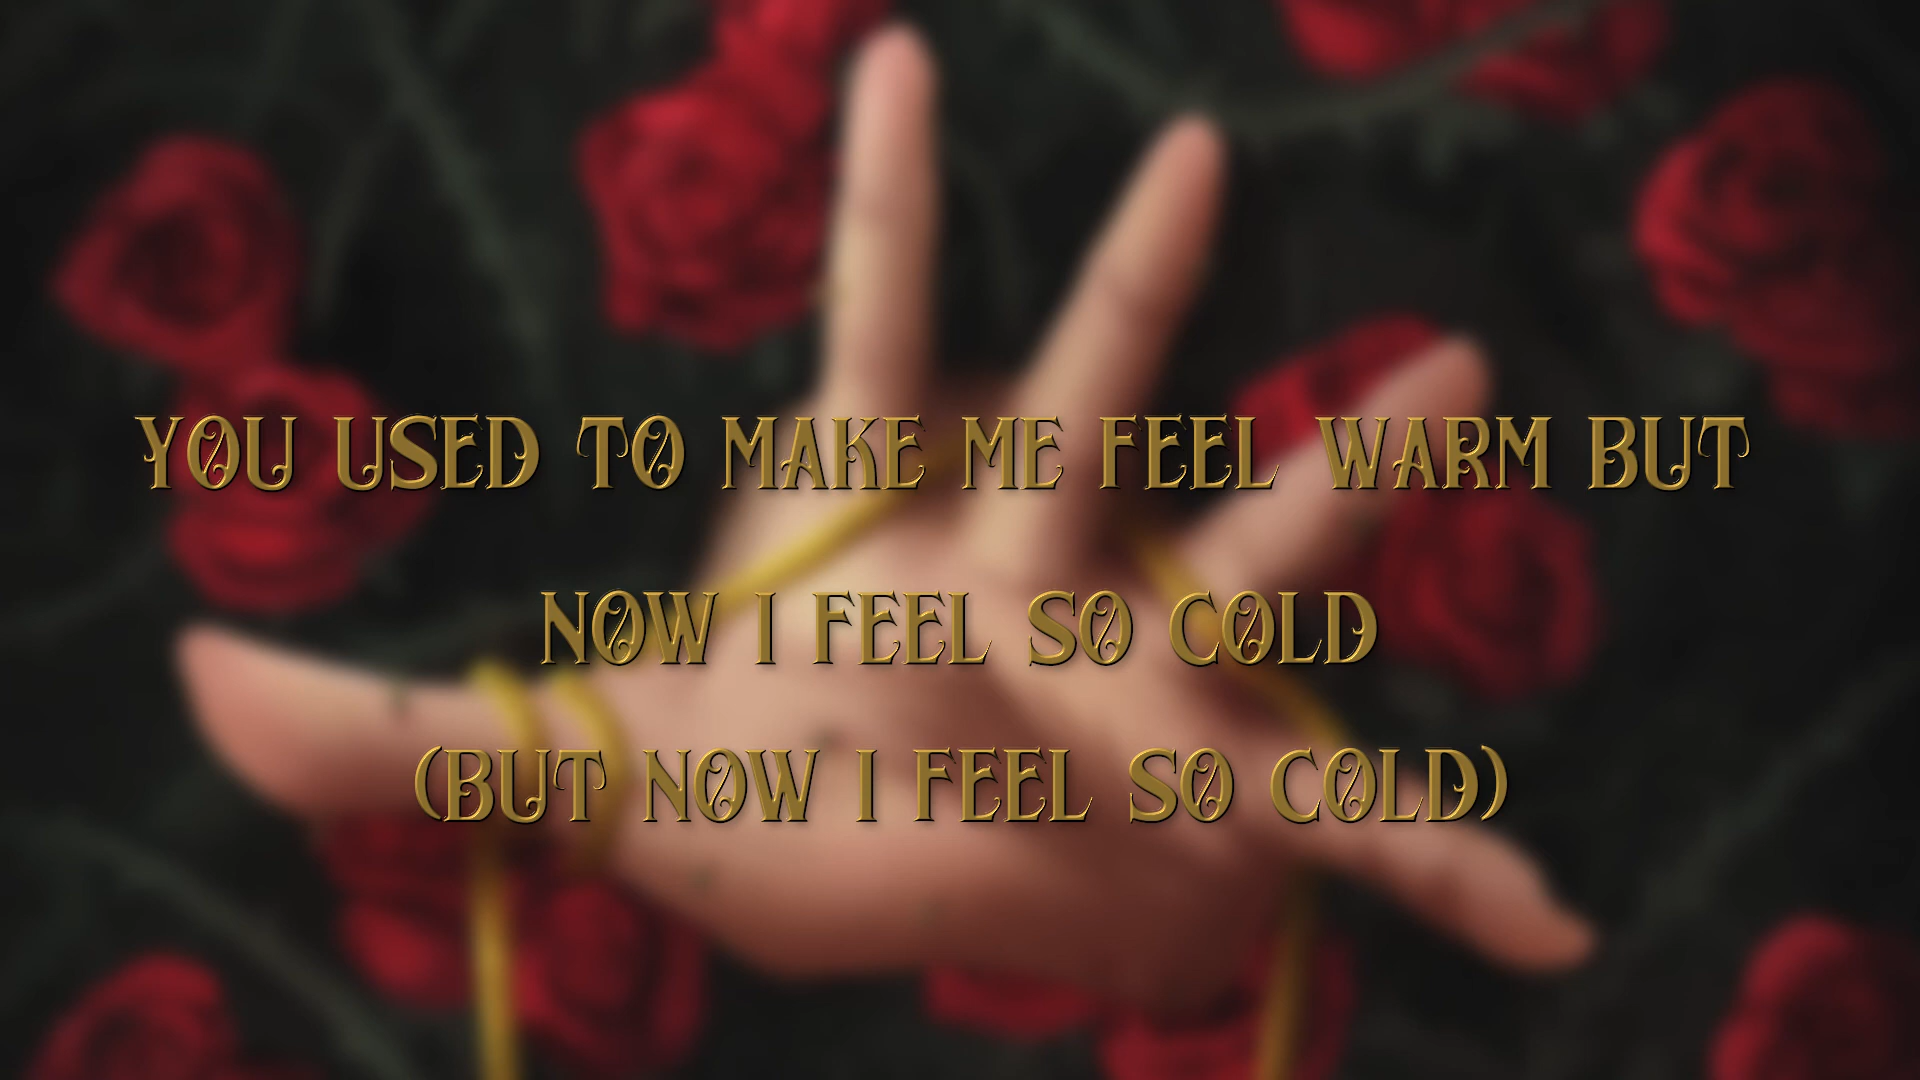 YOU USED TO MAKE ME FEEL WARM BUT
NOW I FEEL SO COLD
(BUT NOW I FEEL SO COLD)